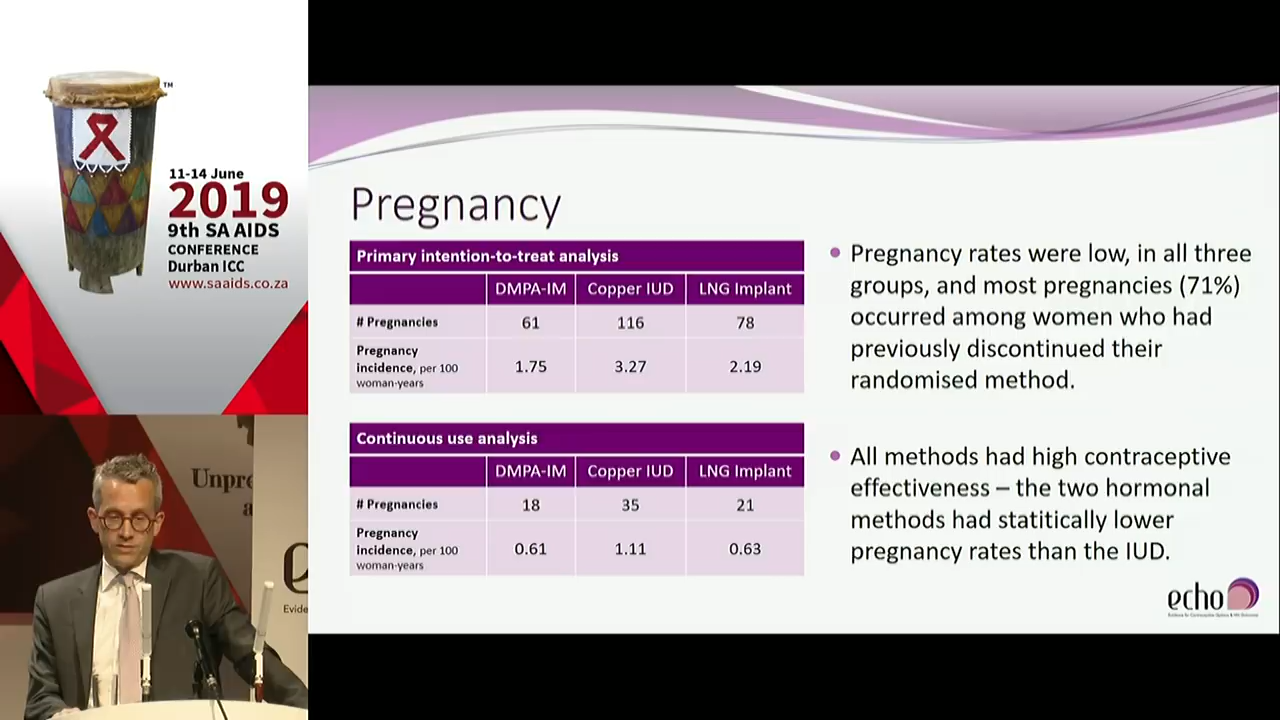 TM
11-14 June
2019
9th SA AIDS
CONFERENCE
Durban ICC
www.saaids.co.za
Unpre
a
e
Evide
Pregnancy
Primary intention-to-treat analysis
DMPA-IM Copper IUD LNG Implant
# Pregnancies 61 116 78
Pregnancy
incidence, per 100
woman-years
1.75 3.27 2.19
Continuous use analysis
DMPA-IM Copper IUD LNG Implant
# Pregnancies 18 35 21
Pregnancy
incidence, per 100
woman-years
0.61 1.11 0.63
Pregnancy rates were low, in all three
groups, and most pregnancies (71%)
occurred among women who had
previously discontinued their
randomised method.
All methods had high contraceptive
effectiveness – the two hormonal
methods had statitically lower
pregnancy rates than the IUD.
echo